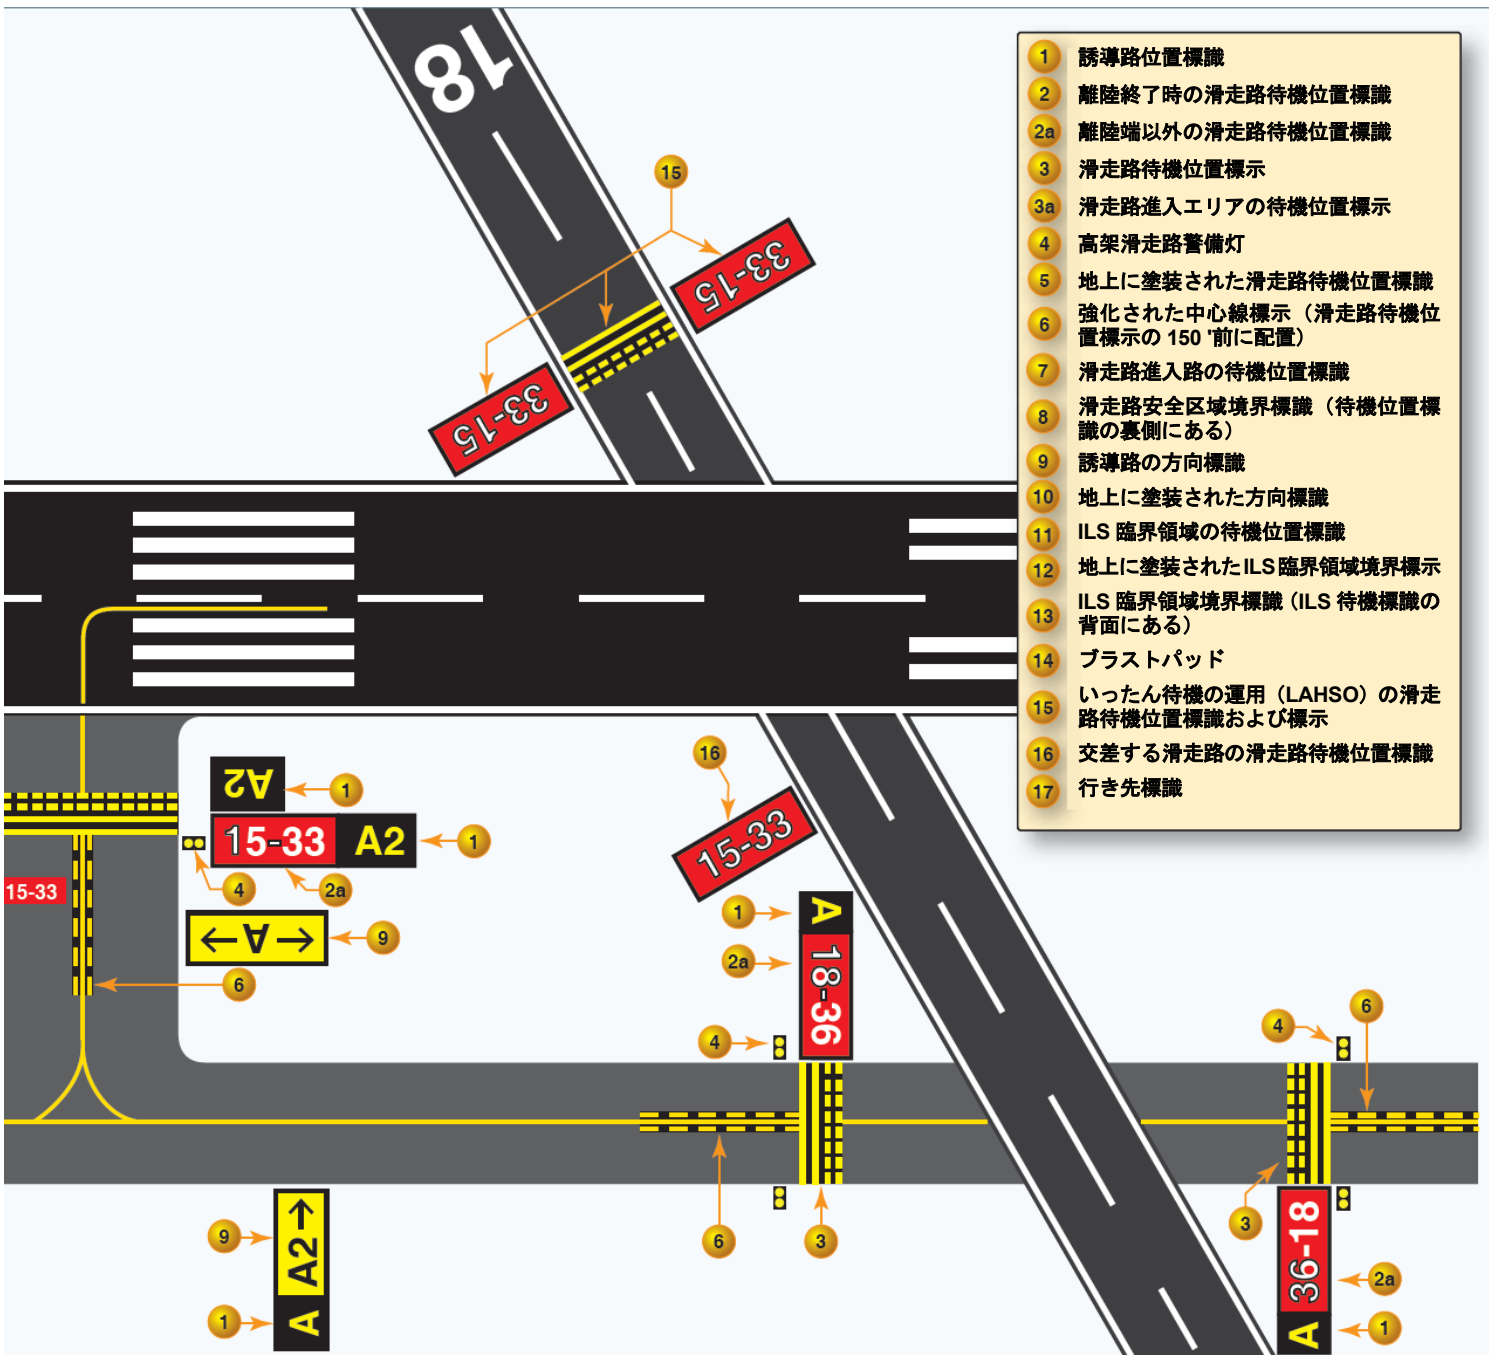 18
15
33-15
33-15
A2
1
15-33 A2
1
4
2a
15-33
A
9
6
16
15-33
1
A
2a
18-36
4
6
3
4
6
3
36-18
2a
A
1
9
A2
1
A
1
誘導路位置標識
2
離陸終了時の滑走路待機位置標識
2a
離陸端以外の滑走路待機位置標識
3
滑走路待機位置標示
3a
滑走路進入エリアの待機位置標示
4
高架滑走路警備灯
5
地上に塗装された滑走路待機位置標識
6
強化された中心線標示（滑走路待機位
置標示の 150 '前に配置）
7
滑走路進入路の待機位置標識
8
滑走路安全区域境界標識（待機位置標
識の裏側にある）
9
誘導路の方向標識
10
地上に塗装された方向標識
11
ILS 臨界領域の待機位置標識
12
地上に塗装されたILS臨界領域境界標示
13
ILS 臨界領域境界標識（ILS 待機標識の
背面にある）
14
ブラストパッド
15
いったん待機の運用（LAHSO）の滑走
路待機位置標識および標示
16
交差する滑走路の滑走路待機位置標識
17
行き先標識